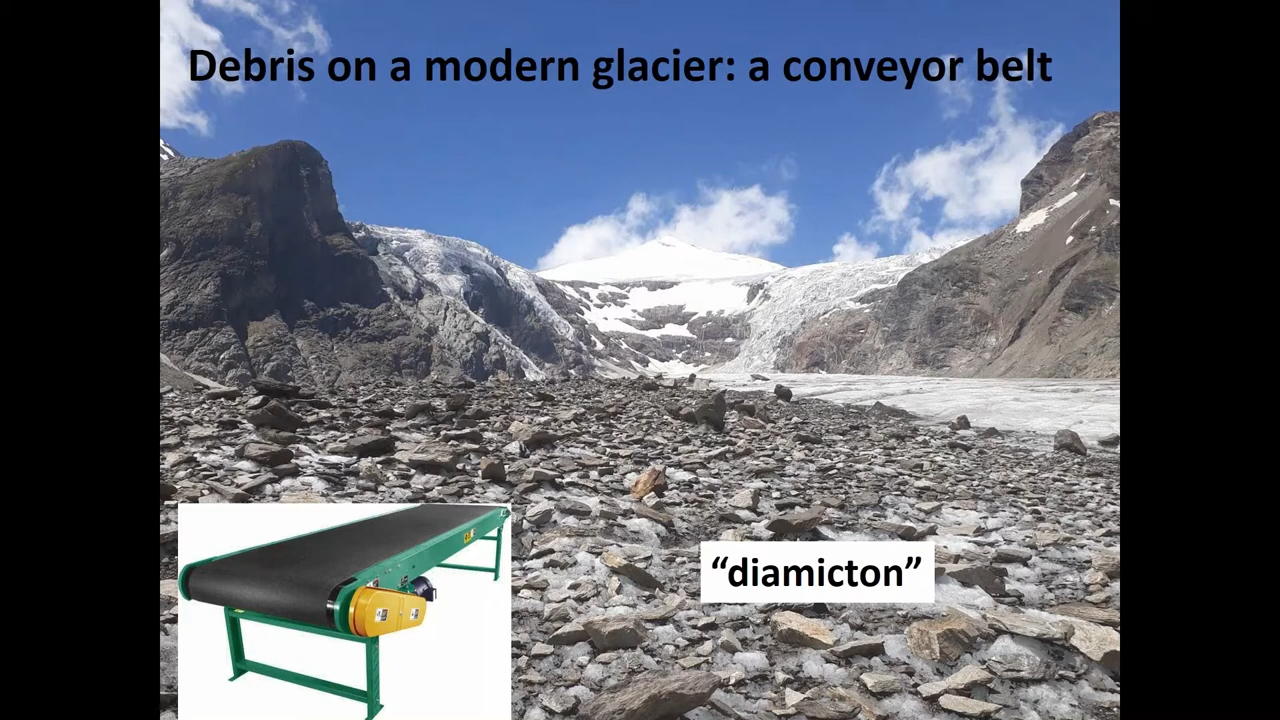 Debris on a modern glacier: a conveyor belt
“diamicton”